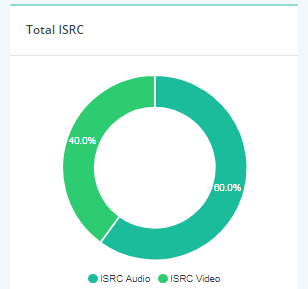 Total ISRC
40.0%
60.0%
ISRC Audio ISRC Video